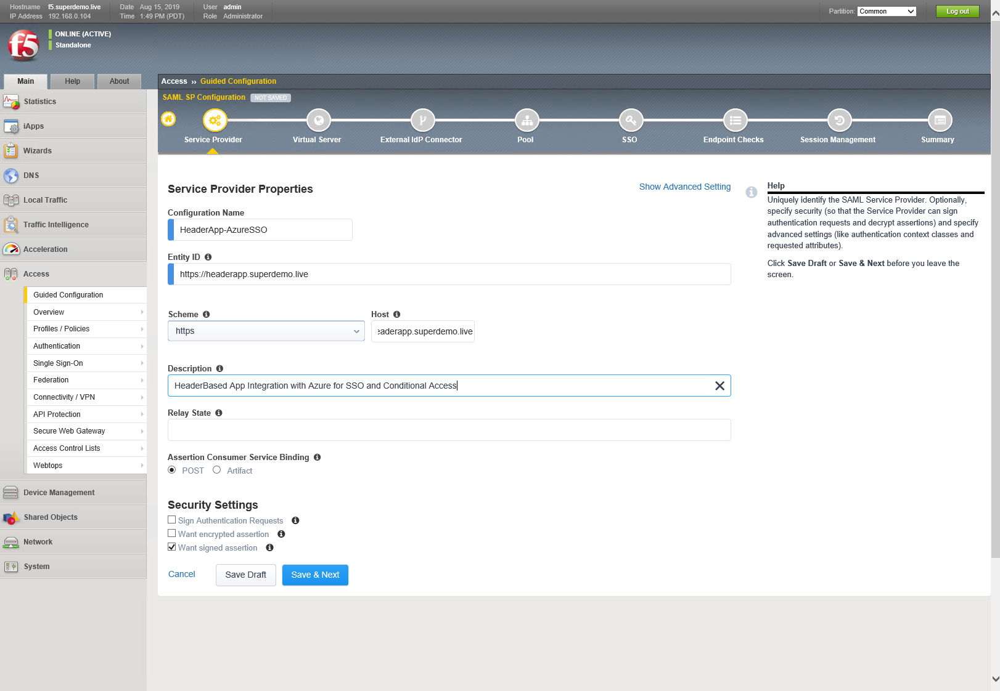 Hostname f5.superdemo.live Date Aug 15, 2019 User admin
IP Address 192.168.0.104 Time 1:49 PM (PDT) Role Administrator
Partition: Common Log out
f5
ONLINE (ACTIVE)
Standalone
Main Help About
Access ›› Guided Configuration
SAML SP Configuration NOT SAVED
Service Provider Virtual Server External IdP Connector Pool SSO Endpoint Checks Session Management Summary
Statistics
iApps
Wizards
DNS
Local Traffic
Traffic Intelligence
Acceleration
Access
Guided Configuration
Overview
Profiles / Policies
Authentication
Single Sign-On
Federation
Connectivity / VPN
API Protection
Secure Web Gateway
Access Control Lists
Webtops
Device Management
Shared Objects
Network
System
Service Provider Properties
Show Advanced Setting
Configuration Name
HeaderApp-AzureSSO
Entity ID
https://headerapp.superdemo.live
Scheme Host
https eaderapp.superdemo.live
Description
HeaderBased App Integration with Azure for SSO and Conditional Access
Relay State
Assertion Consumer Service Binding
POST Artifact
Security Settings
Sign Authentication Requests
Want encrypted assertion
Want signed assertion
Cancel Save Draft Save & Next
Help
Uniquely identify the SAML Service Provider. Optionally,
specify security (so that the Service Provider can sign
authentication requests and decrypt assertions) and specify
advanced settings (like authentication context classes and
requested attributes).
Click Save Draft or Save & Next before you leave the
screen.